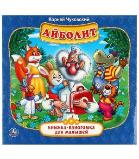 Корней Чуковский
АЙБОЛИТ
КНИЖКА-ПАНОРАМКА
ДЛЯ МАЛЫШЕЙ